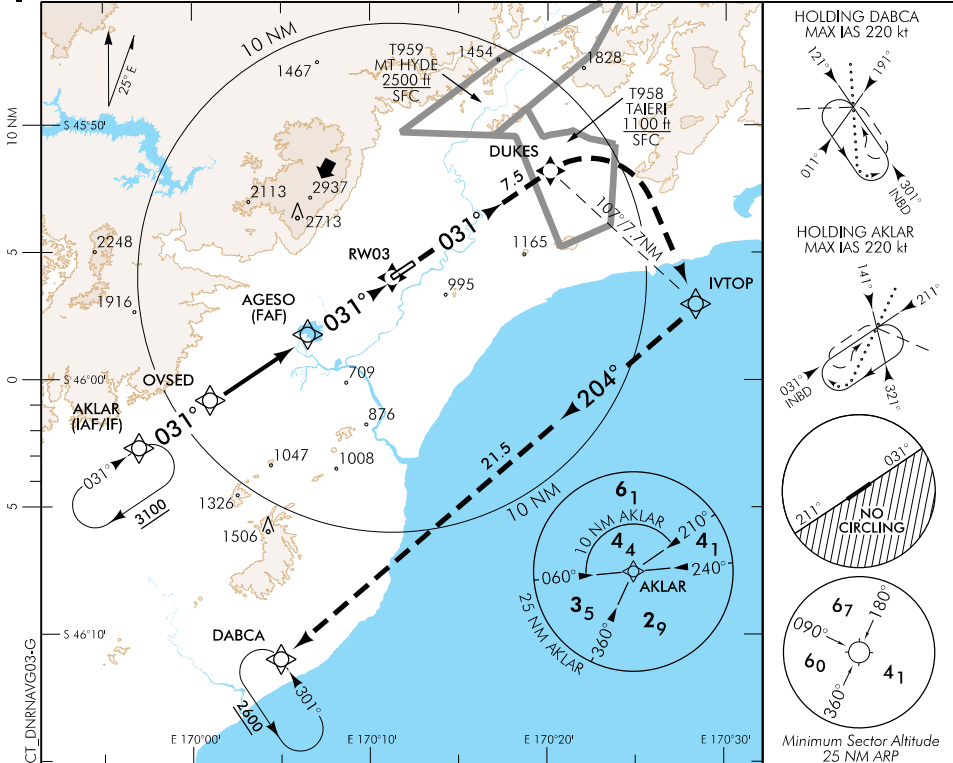 10 NM
25° E
1467
T959
MT HYDE
2500 ft
SFC
1454
1828
T958
TAIERI
1100 ft
SFC
10 NM
S 45°50'
DUKES
7.5
2113
2937
2713
031°
107°/7.7NM
2248
5
1165
RW03
IVTOP
995
AGESO
(FAF)
031°
1916
0
S 46°00'
OVSED
709
204°
AKLAR
(IAF/IF)
031°
876
031°
21.5
1047
1008
3100
1326
10 NM
5
1506
61
10 NM AKLAR
210°
44
41
060°
240°
AKLAR
35
29
360°
25 NM AKLAR
S 46°10'
DABCA
301°
2600
CT_DNRNAVG03-G
E 170°00'
E 170°10'
E 170°20'
E 170°30'
HOLDING DABCA
MAX IAS 220 kt
121°
191°
011°
301°
INBD
HOLDING AKLAR
MAX IAS 220 kt
141°
211°
031°
INBD
321°
031°
211°
NO
CIRCLING
67
180°
090°
60
41
360°
Minimum Sector Altitude
25 NM ARP